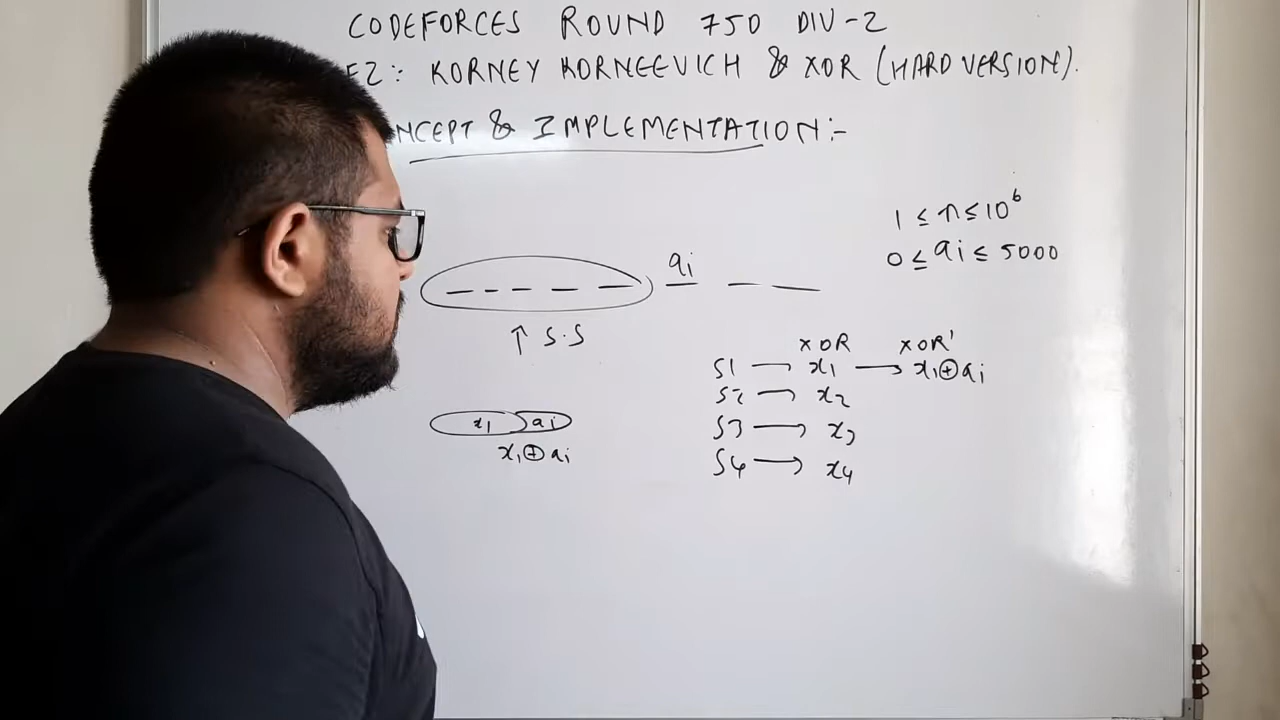 CODEFORCES ROUND 750 DIV-2
F2: KORNEY KORNEEVICH & XOR (HARD VERSION).
NCEPT & IMPLEMENTATION:-
1 ≤ n ≤ 10^6
0 ≤ ai ≤ 5000
ai
↑ S.S
XOR XOR'
S1 → x1 → x1⊕ai
S2 → x2
S3 → x3
S4 → x4
x1 ai
x1⊕ai